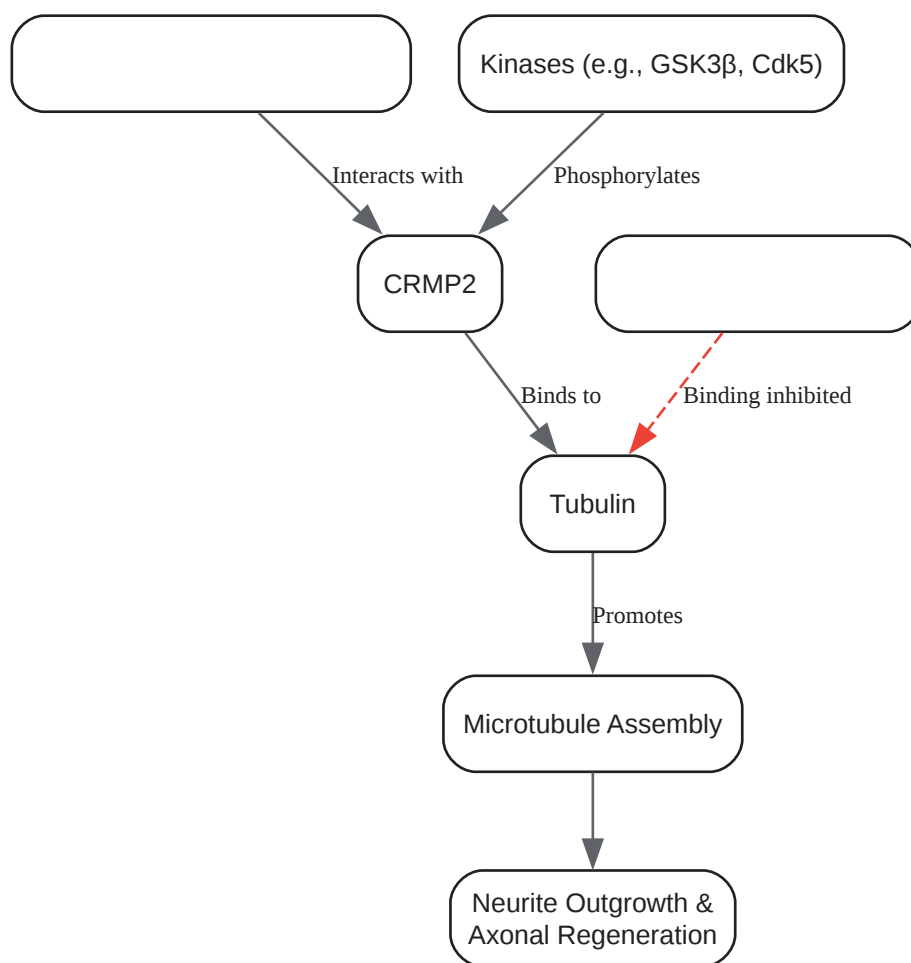 Kinases (e.g., GSK3β, Cdk5)
Interacts with
Phosphorylates
CRMP2
Binds to
Binding inhibited
Tubulin
Promotes
Microtubule Assembly
Neurite Outgrowth &
Axonal Regeneration